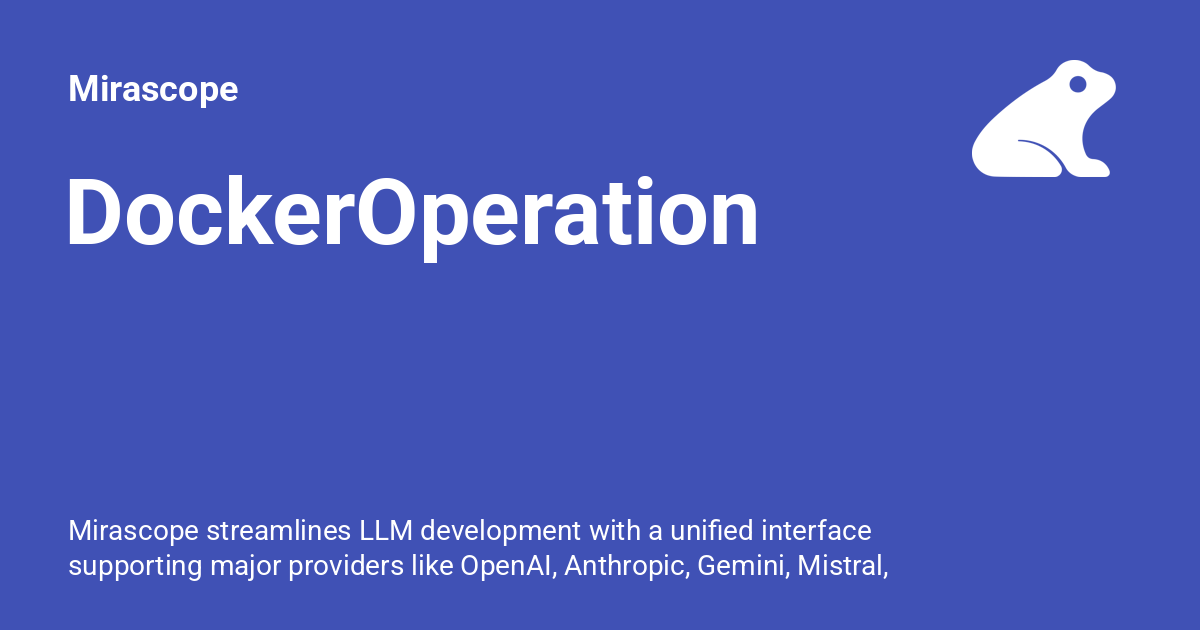 Mirascope
DockerOperation
Mirascope streamlines LLM development with a unified interface
supporting major providers like OpenAI, Anthropic, Gemini, Mistral,